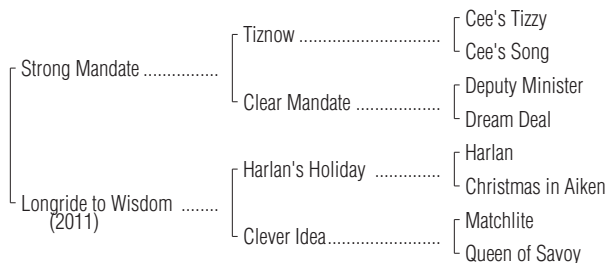 Cee's Tizzy
Tiznow ........................................
Cee's Song
Strong Mandate ................
Deputy Minister
Clear Mandate ........................
Dream Deal
Harlan
Harlan's Holiday ..................
Christmas in Aiken
Longride to Wisdom ........
(2011)
Matchlite
Clever Idea................................
Queen of Savoy